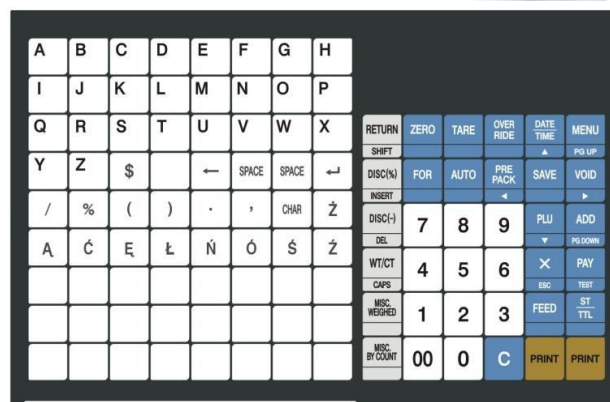 A B C D E F G H
I J K L M N O P
Q R S T U V W X
Y Z $ ← SPACE SPACE ↵
/ % ( ) . , CHAR Ż
Ą Ć Ę Ł Ń Ó Ś Ź
RETURN ZERO TARE OVER RIDE DATE TIME MENU
SHIFT ▲ PG UP
DISC(%) FOR AUTO PRE PACK SAVE VOID
INSERT ◄ ►
DISC(-) 7 8 9 PLU ADD
DEL ▼ PG DOWN
WT/CT 4 5 6 × PAY
CAPS ESC TEST
MISC. WEIGHED 1 2 3 FEED ST TTL
MISC. BY COUNT 00 0 C PRINT PRINT